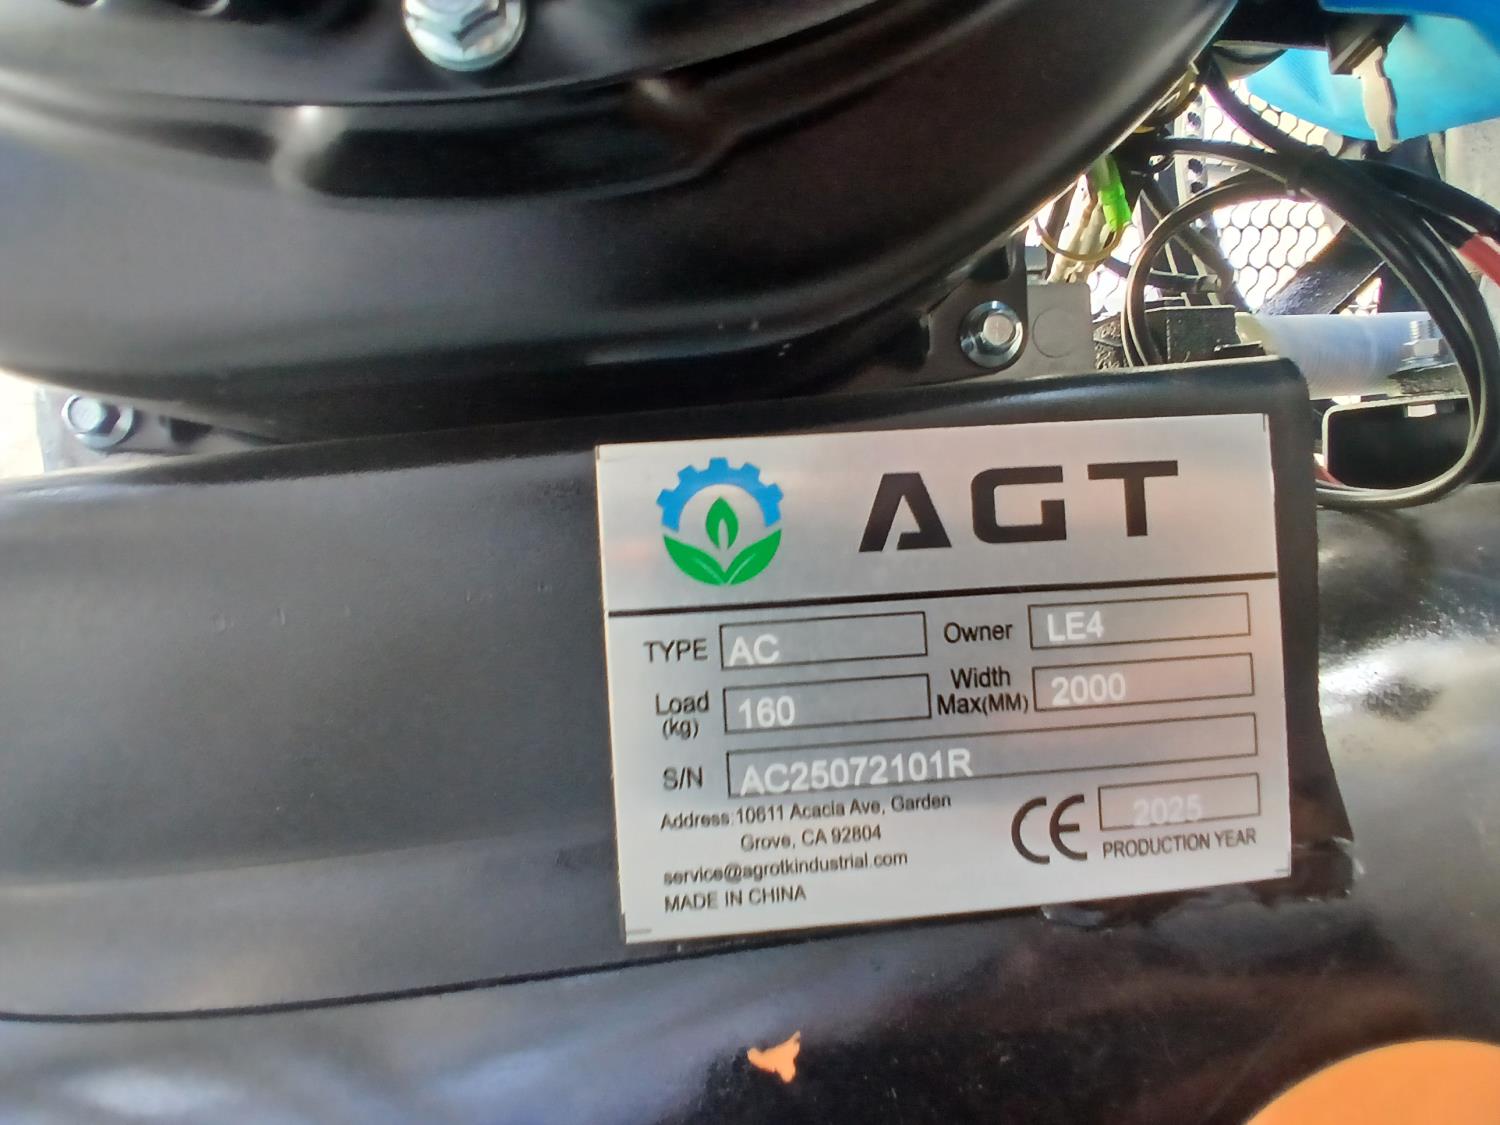 AGT
TYPE AC Owner LE4
Load (kg) 160 Width Max(MM) 2000
S/N AC25072101R
Address:10611 Acacia Ave, Garden
Grove, CA 92804
service@agrotkindustrial.com
MADE IN CHINA
CE 2025
PRODUCTION YEAR